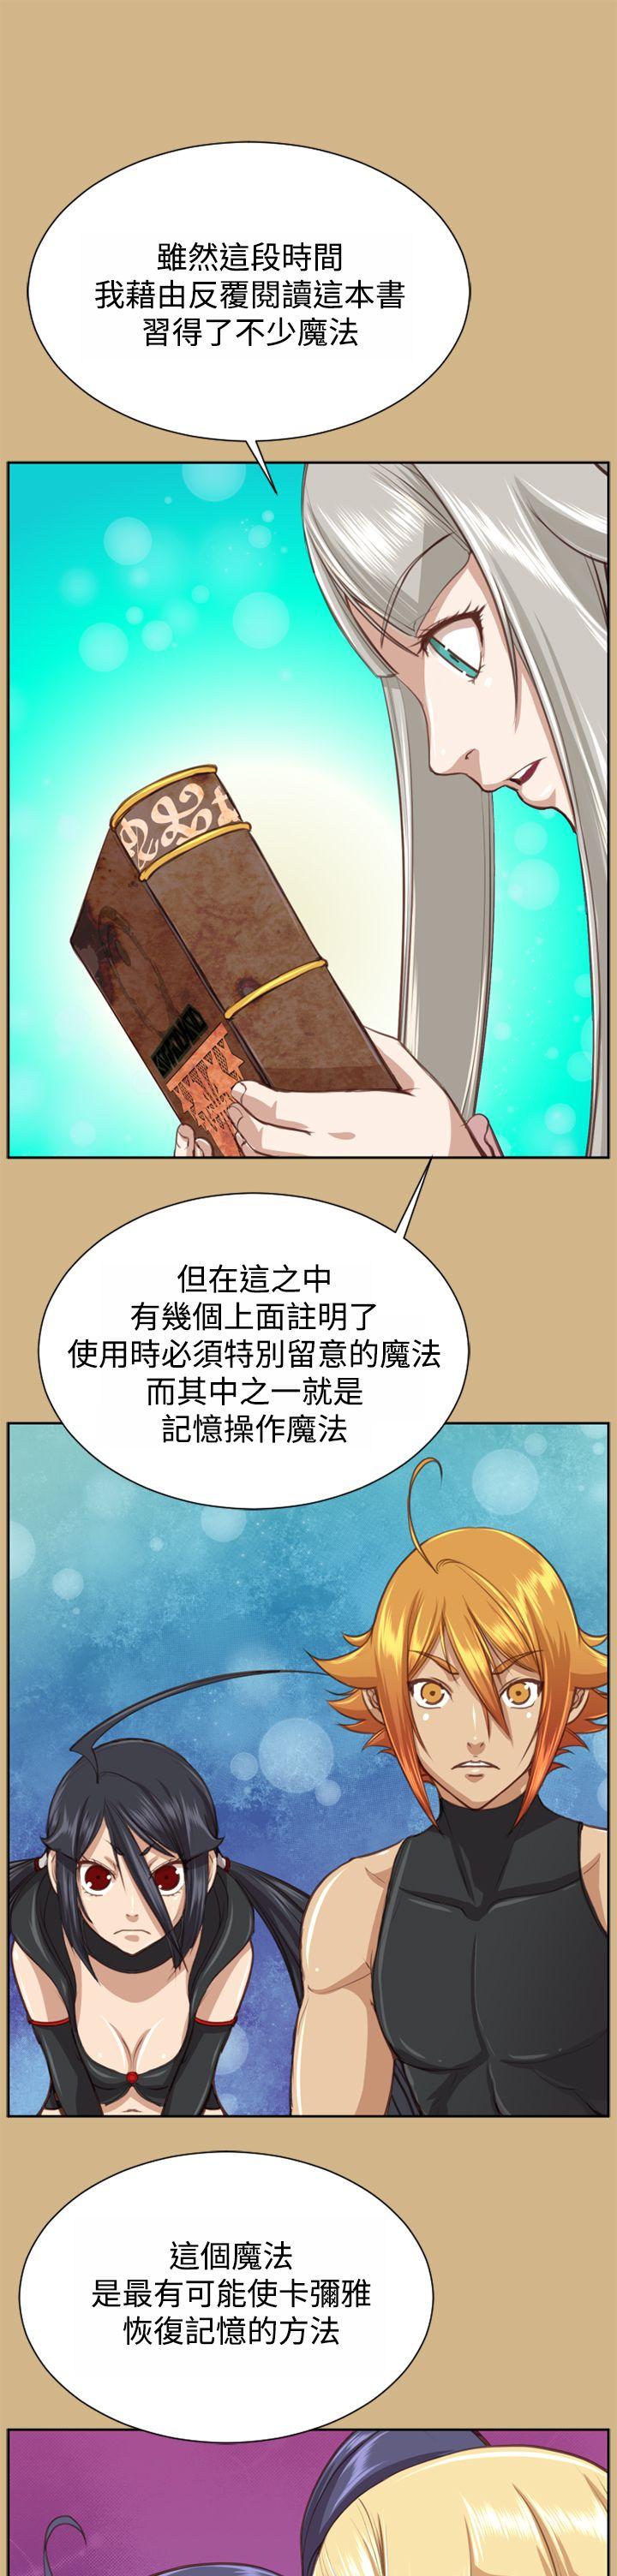 雖然這段時間
我藉由反覆閱讀這本書
習得了不少魔法
但在這之中
有幾個上面註明了
使用時必須特別留意的魔法
而其中之一就是
記憶操作魔法
這個魔法
是最有可能使卡彌雅
恢復記憶的方法